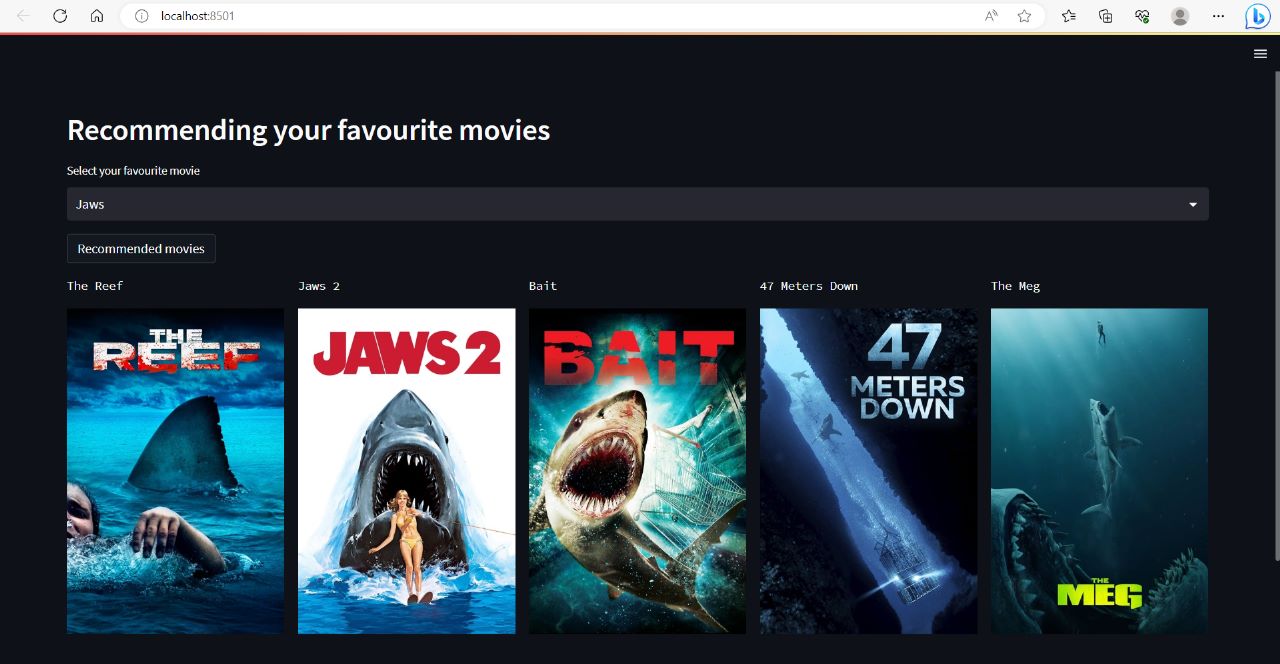 localhost:8501
Recommending your favourite movies
Select your favourite movie
Jaws
Recommended movies
The Reef
Jaws 2
Bait
47 Meters Down
The Meg
THE
REEF
JAWS 2
BAIT
47
METERS
DOWN
THE
MEG